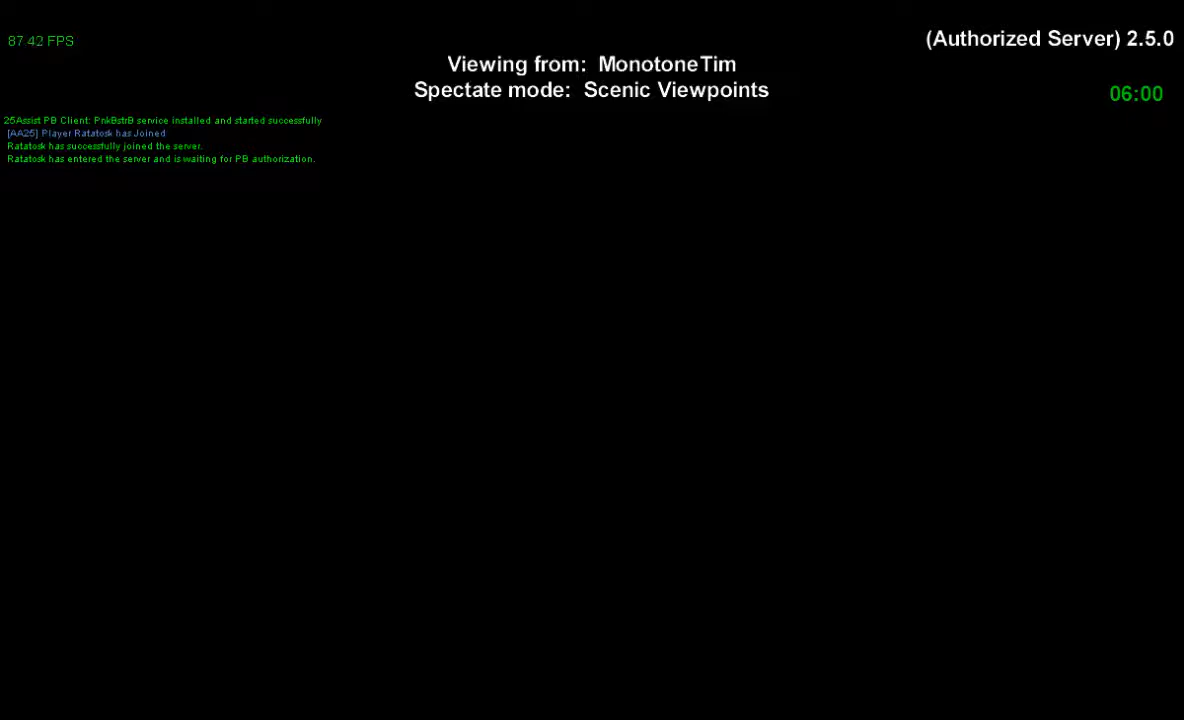 87.42 FPS
(Authorized Server) 2.5.0
Viewing from: MonotoneTim
Spectate mode: Scenic Viewpoints
06:00
25Assist PB Client: PnkBstrB service installed and started successfully
[AA25] Player Ratatosk has Joined
Ratatosk has successfully joined the server.
Ratatosk has entered the server and is waiting for PB authorization.